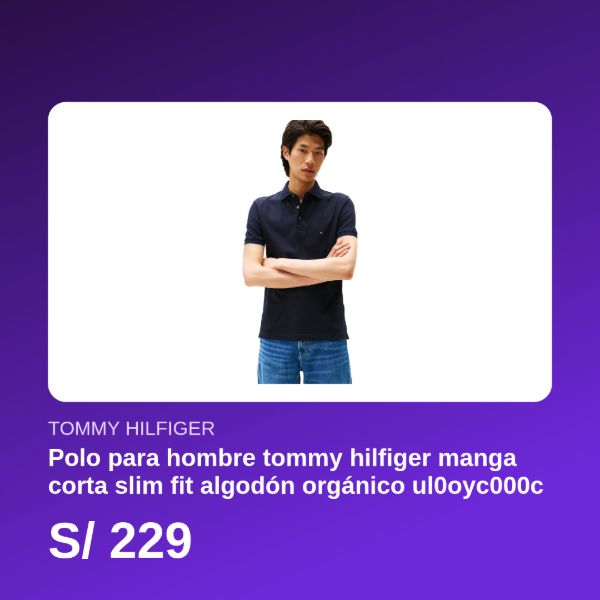 TOMMY HILFIGER
Polo para hombre tommy hilfiger manga
corta slim fit algodón orgánico ul0oyc000c
S/ 229